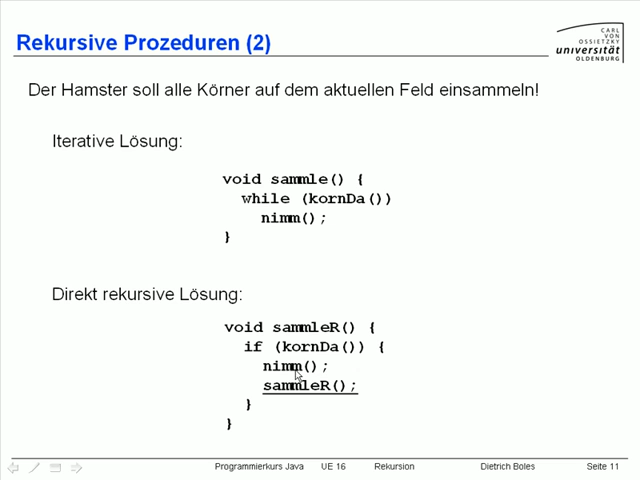 Rekursive Prozeduren (2)
CARL
VON
OSSIETZKY
universität
OLDENBURG
Der Hamster soll alle Körner auf dem aktuellen Feld einsammeln!
Iterative Lösung:
void sammle() {
while (kornDa())
nimm();
}
Direkt rekursive Lösung:
void sammleR() {
if (kornDa()) {
nimm();
sammleR();
}
}
Programmierkurs Java UE 16 Rekursion Dietrich Boles Seite 11